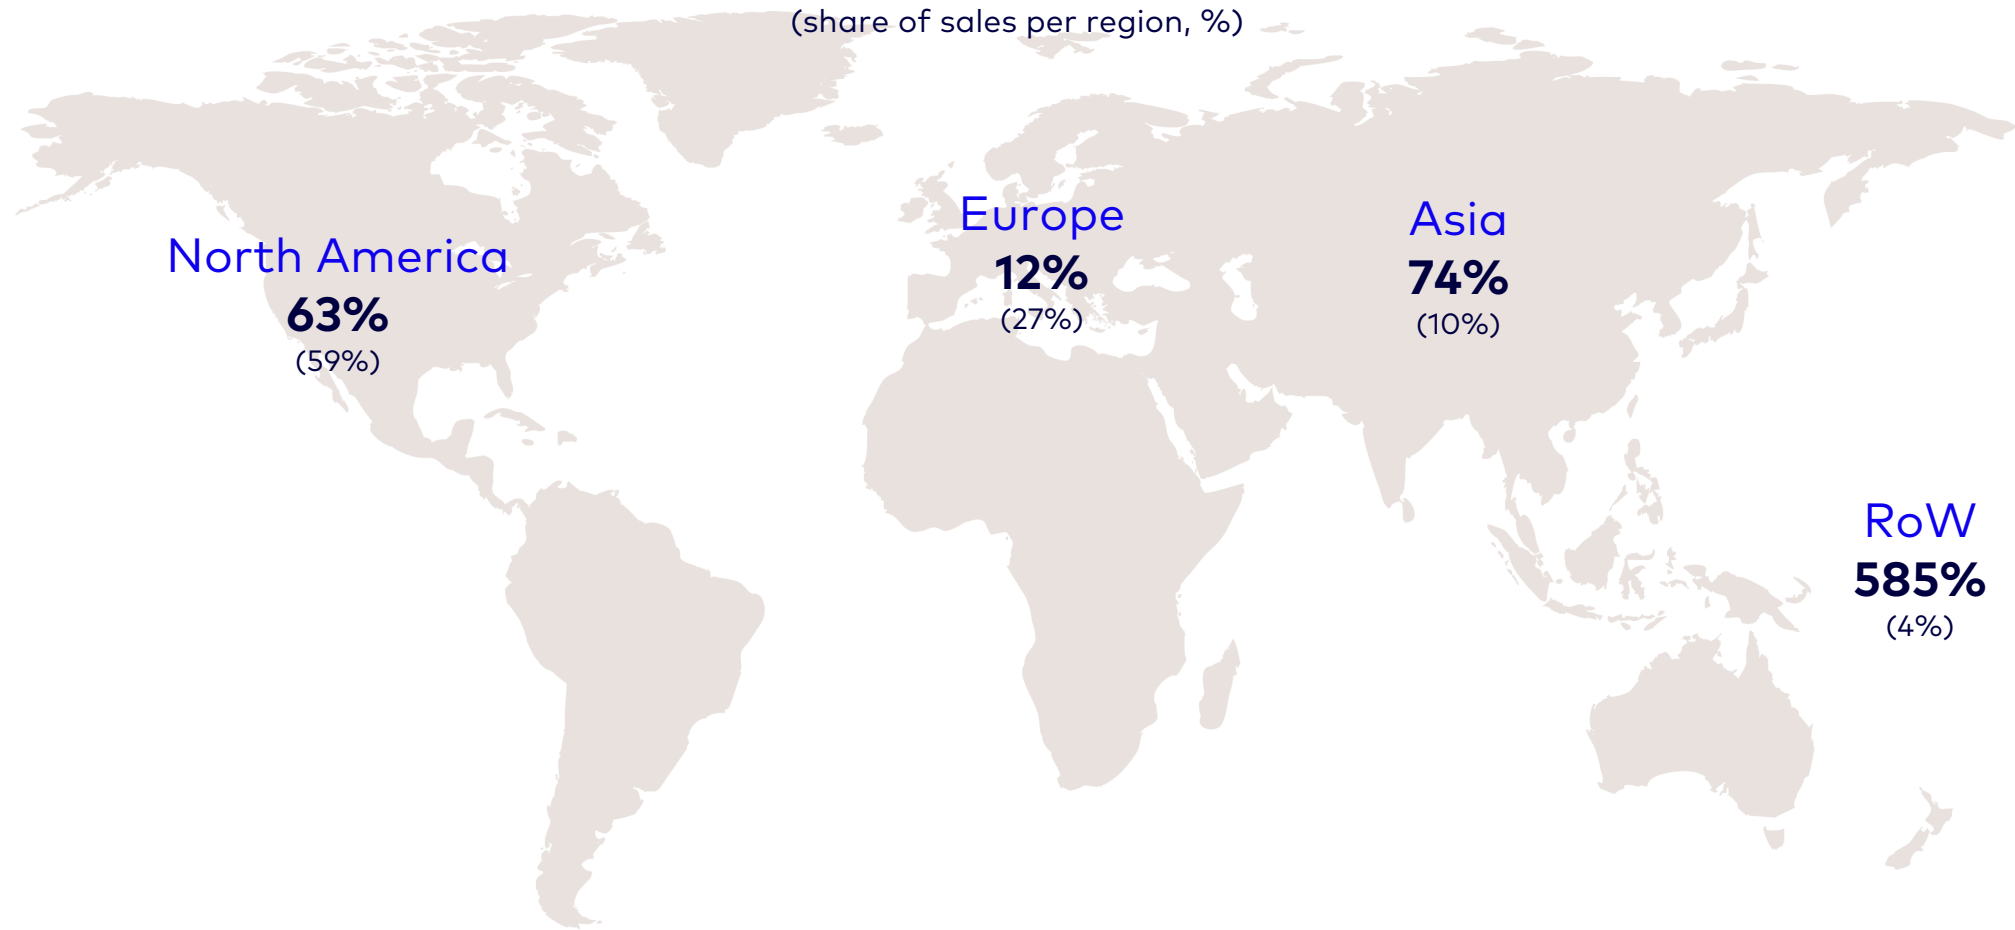 (share of sales per region, %)
North America
63%
(59%)
Europe
12%
(27%)
Asia
74%
(10%)
RoW
585%
(4%)